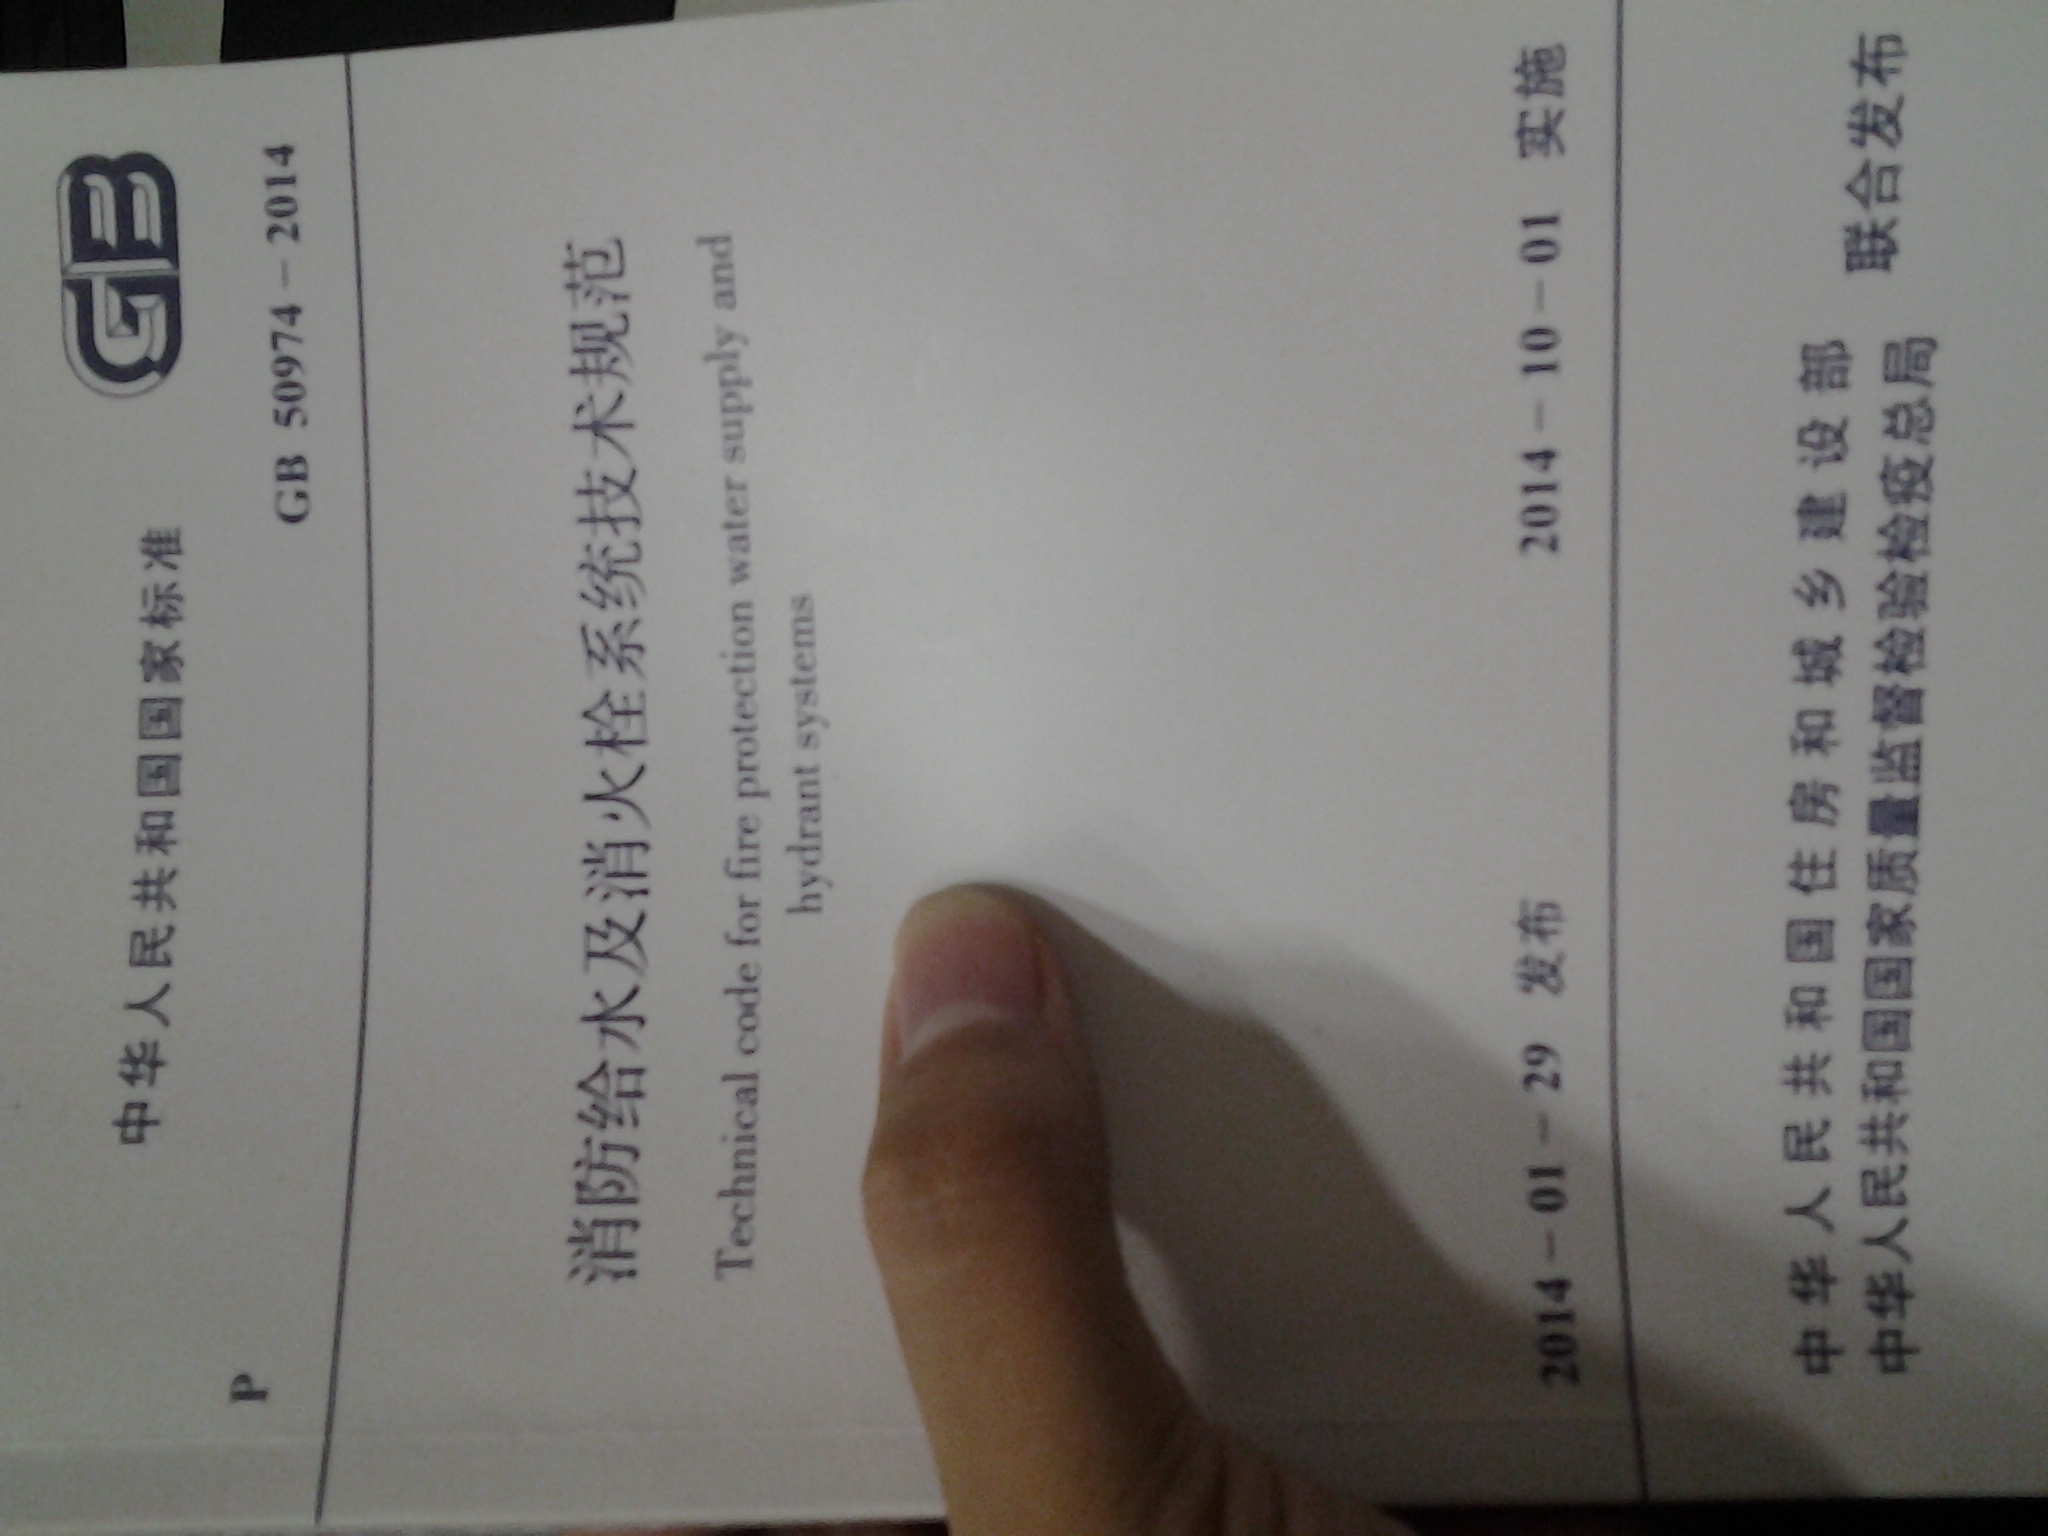 中华人民共和国国家标准
GB
P
GB 50974-2014
消防给水及消火栓系统技术规范
Technical code for fire protection water supply and
hydrant systems
2014-01-29 发布
2014-10-01 实施
中华人民共和国住房和城乡建设部
中华人民共和国国家质量监督检验检疫总局
联合发布